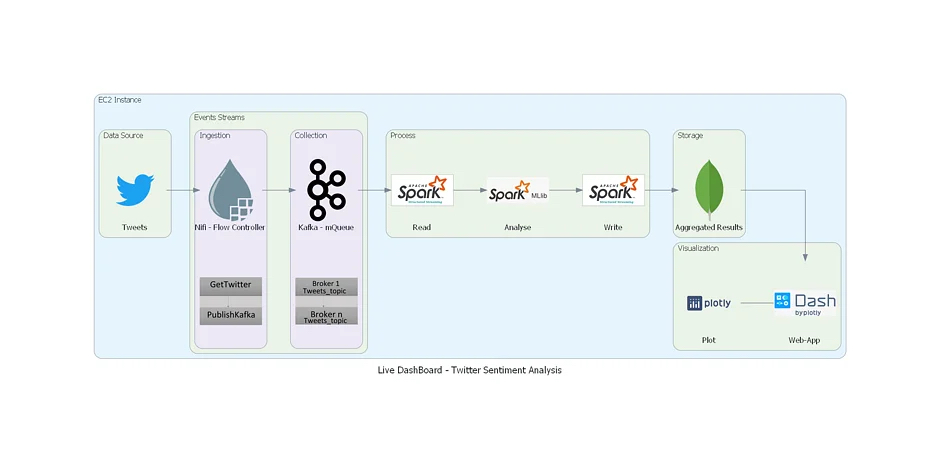 EC2 Instance
Events Streams
Data Source
Ingestion
Collection
Process
Storage
APACHE
Spark
Spark MLlib
APACHE
Spark
Tweets
Nifi - Flow Controller
Kafka - mQueue
Read
Analyse
Write
Aggregated Results
Visualization
GetTwitter
PublishKafka
Broker 1
Tweets_topic
Broker n
Tweets_topic
plotly
Dash
by plotly
Plot
Web-App
Live DashBoard - Twitter Sentiment Analysis